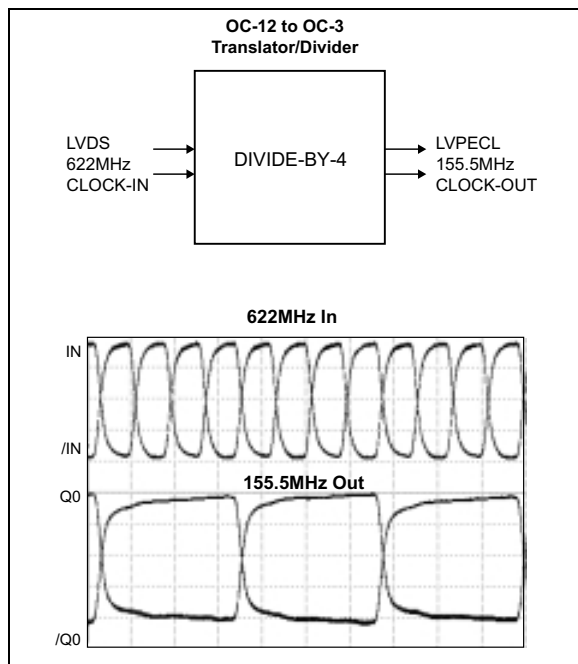 OC-12 to OC-3
Translator/Divider
LVDS
622MHz
CLOCK-IN
DIVIDE-BY-4
LVPECL
155.5MHz
CLOCK-OUT
622MHz In
IN
/IN
155.5MHz Out
Q0
/Q0